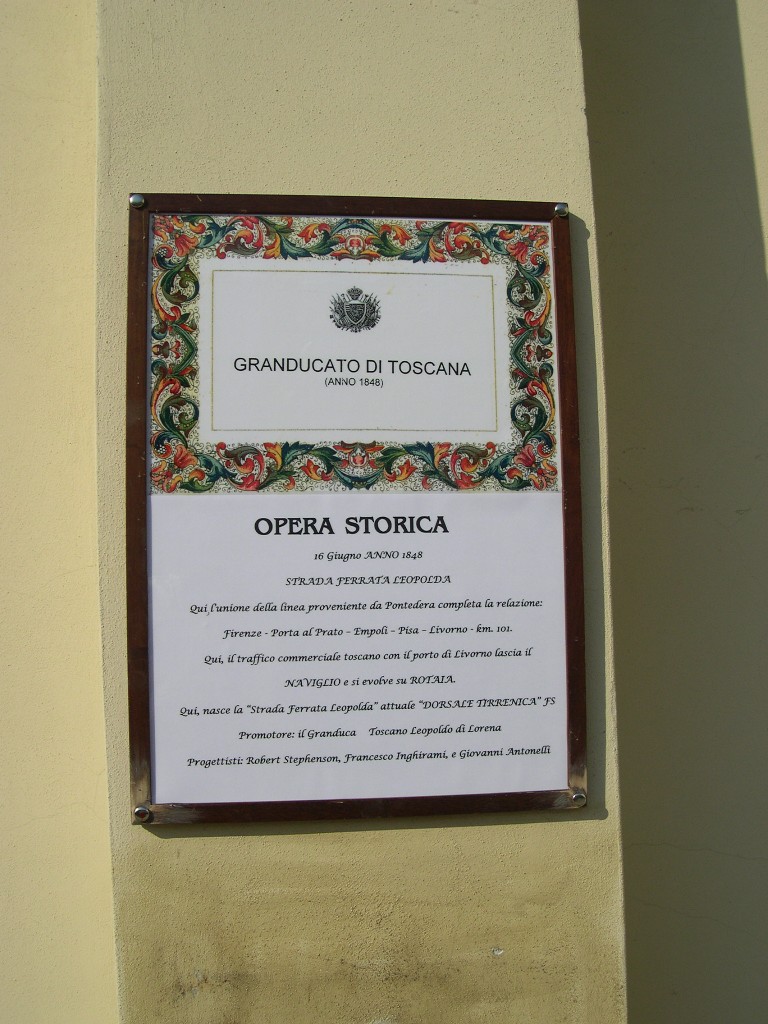 GRANDUCATO DI TOSCANA
(ANNO 1848)
OPERA STORICA
16 Giugno ANNO 1848
STRADA FERRATA LEOPOLDA
Qui l'unione della linea proveniente da Pontedera completa la relazione:
Firenze - Porta al Prato – Empoli – Pisa – Livorno - km. 101.
Qui, il traffico commerciale toscano con il porto di Livorno lascia il
NAVIGLIO e si evolve su ROTAIA.
Qui, nasce la "Strada Ferrata Leopolda" attuale "DORSALE TIRRENICA" FS
Promotore: il Granduca Toscano Leopoldo di Lorena
Progettisti: Robert Stephenson, Francesco Inghirami, e Giovanni Antonelli